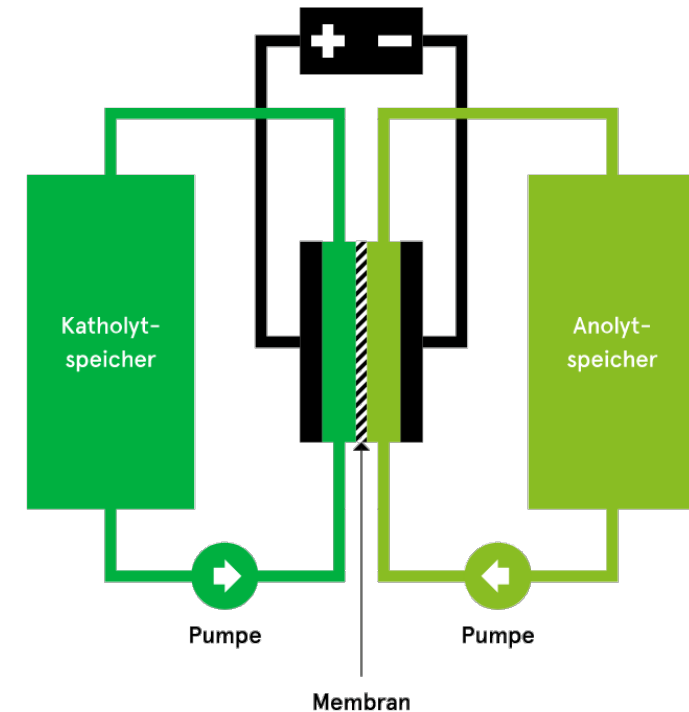 + −
Katholyt-
speicher
Anolyt-
speicher
Pumpe
Pumpe
Membran